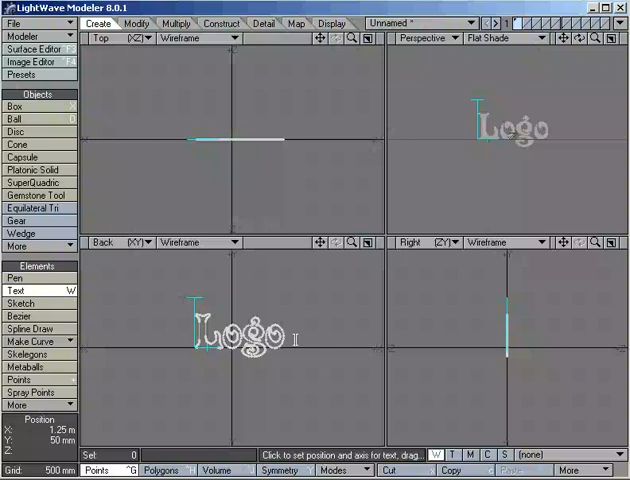 LightWave Modeler 8.0.1
File
Create Modify Multiply Construct Detail Map Display Unnamed * 1
Modeler
Top (XZ) Wireframe Perspective Flat Shade
Surface Editor F5
Image Editor ^F4
Presets
Objects
Box X
Ball O
Disc
Cone
Capsule
Platonic Solid
SuperQuadric
Gemstone Tool
Equilateral Tri
Gear
Wedge
More
Logo
Back (XY) Wireframe Right (ZY) Wireframe
Elements
Pen
Text W
Sketch
Bezier
Spline Draw
Make Curve
Skelegons
Metaballs
Points +
Spray Points
More
Logo
Position
X: 1.25 m
Y: 50 mm
Sel: 0 Click to set position and axis for text, drag... W T M C S (none)
Grid: 500 mm Points ^G Polygons ^H Volume ^J Symmetry Y Modes Cut Copy Paste More